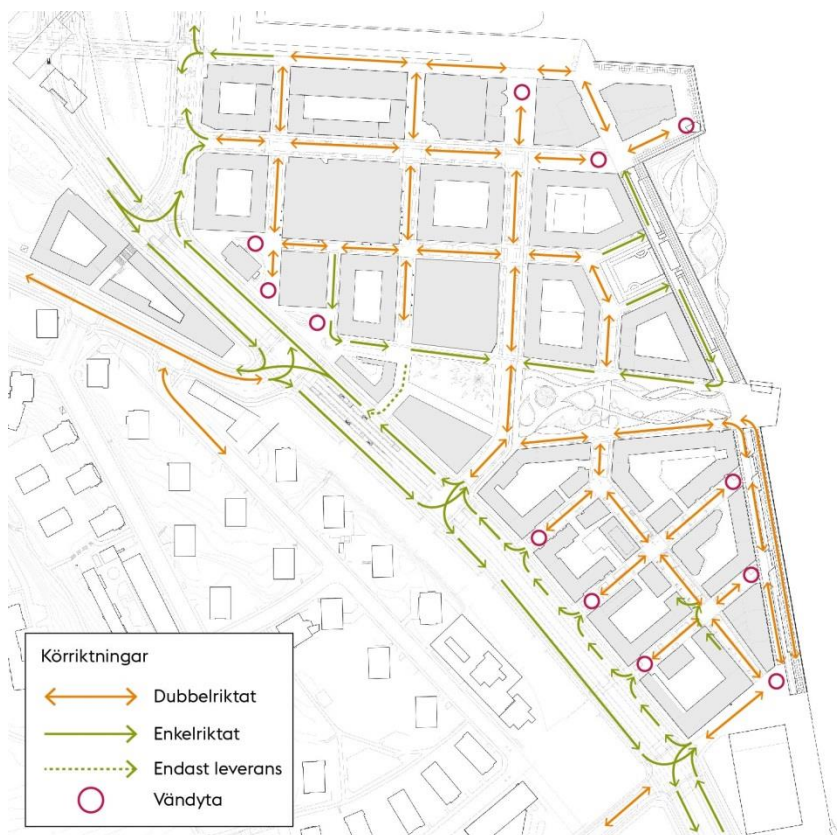 Körriktningar
Dubbelriktat
Enkelriktat
Endast leverans
Vändyta